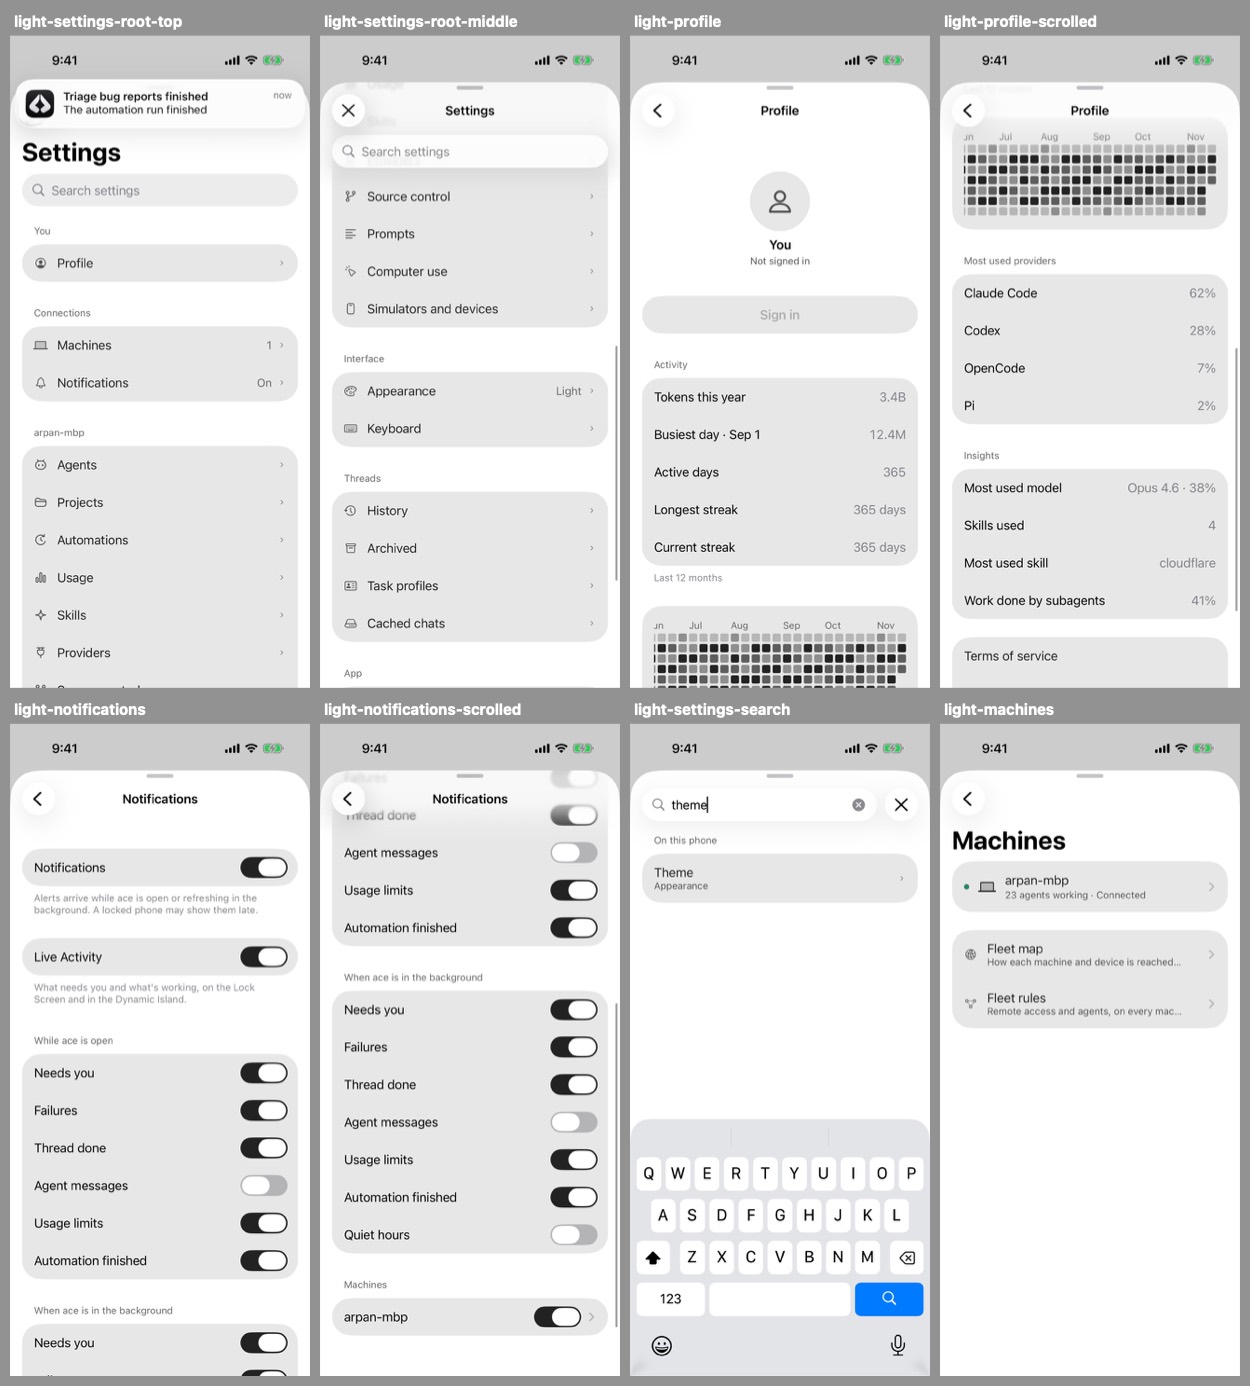 light-settings-root-top
9:41
Triage bug reports finished
now
The automation run finished
Settings
Search settings
You
Profile
Connections
Machines
1
Notifications
On
arpan-mbp
Agents
Projects
Automations
Usage
Skills
Providers
light-settings-root-middle
9:41
Usage
Skills
Settings
Search settings
Source control
Prompts
Computer use
Simulators and devices
Interface
Appearance
Light
Keyboard
Threads
History
Archived
Task profiles
Cached chats
App
light-profile
9:41
Profile
You
Not signed in
Sign in
Activity
Tokens this year
3.4B
Busiest day · Sep 1
12.4M
Active days
365
Longest streak
365 days
Current streak
365 days
Last 12 months
Jul
Aug
Sep
Oct
Nov
light-profile-scrolled
9:41
Last 12 months
Profile
Jul
Aug
Sep
Oct
Nov
Most used providers
Claude Code
62%
Codex
28%
OpenCode
7%
Pi
2%
Insights
Most used model
Opus 4.6 · 38%
Skills used
4
Most used skill
cloudflare
Work done by subagents
41%
Terms of service
light-notifications
9:41
Notifications
Notifications
Alerts arrive while ace is open or refreshing in the
background. A locked phone may show them late.
Live Activity
What needs you and what's working, on the Lock
Screen and in the Dynamic Island.
While ace is open
Needs you
Failures
Thread done
Agent messages
Usage limits
Automation finished
When ace is in the background
Needs you
light-notifications-scrolled
9:41
Failures
Notifications
Thread done
Agent messages
Usage limits
Automation finished
When ace is in the background
Needs you
Failures
Thread done
Agent messages
Usage limits
Automation finished
Quiet hours
Machines
arpan-mbp
light-settings-search
9:41
theme
On this phone
Theme
Appearance
Q W E R T Y U I O P
A S D F G H J K L
Z X C V B N M
123
light-machines
9:41
Machines
arpan-mbp
23 agents working · Connected
Fleet map
How each machine and device is reached...
Fleet rules
Remote access and agents, on every mac...